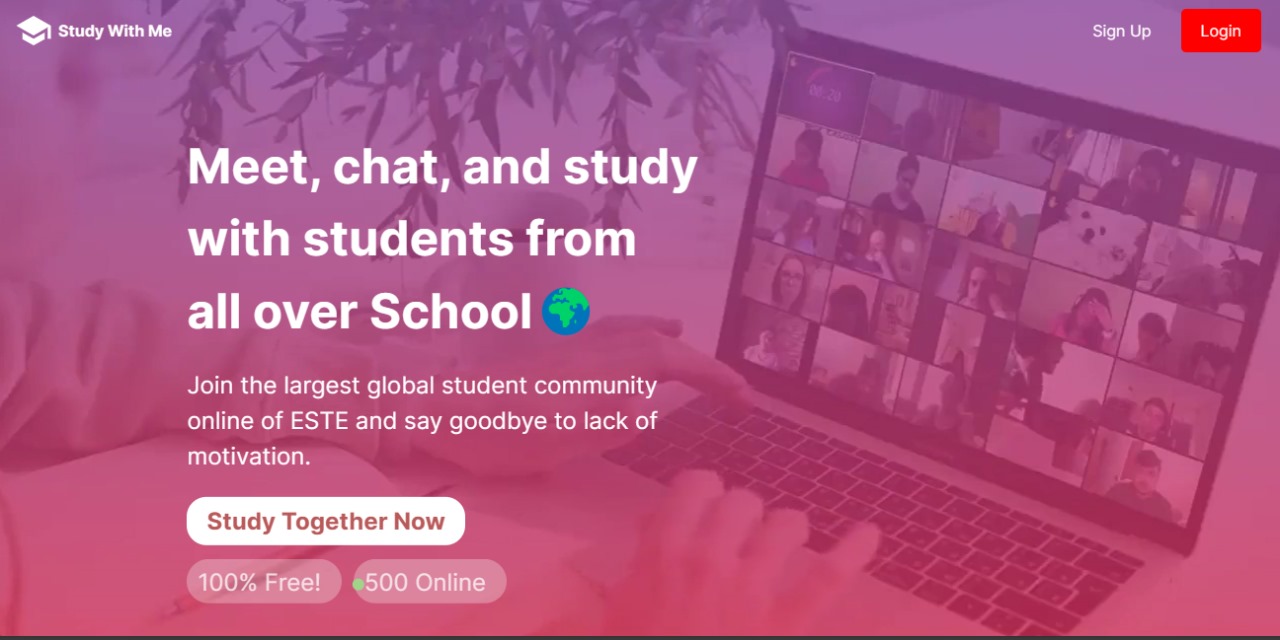 Study With Me
Sign Up
Login
00:20
Meet, chat, and study
with students from
all over School
Join the largest global student community
online of ESTE and say goodbye to lack of
motivation.
Study Together Now
100% Free!
500 Online